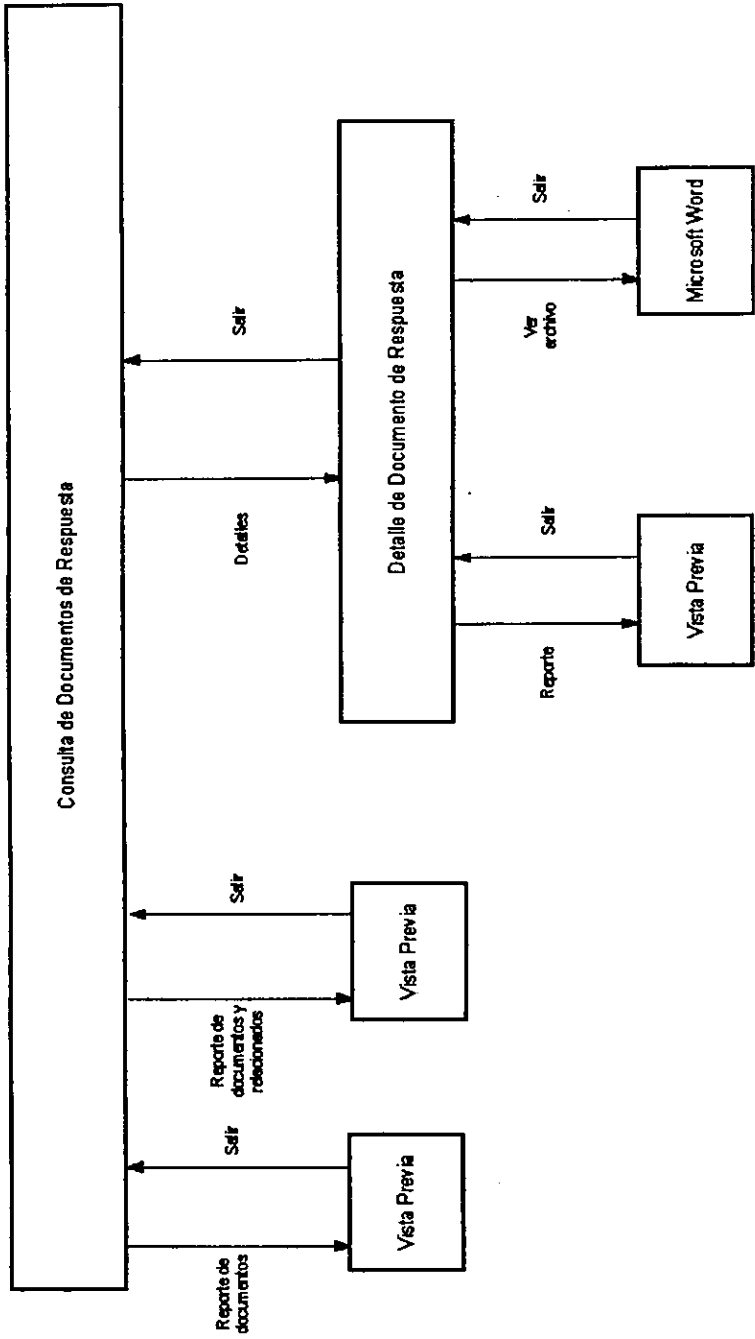 Consulta de Documentos de Respuesta
Reporte de
documentos
Salir
Reporte de
documentos y
relacionados
Salir
Detalles
Salir
Vista Previa
Vista Previa
Detalle de Documento de Respuesta
Reporte
Salir
Ver
archivo
Salir
Vista Previa
Microsoft Word